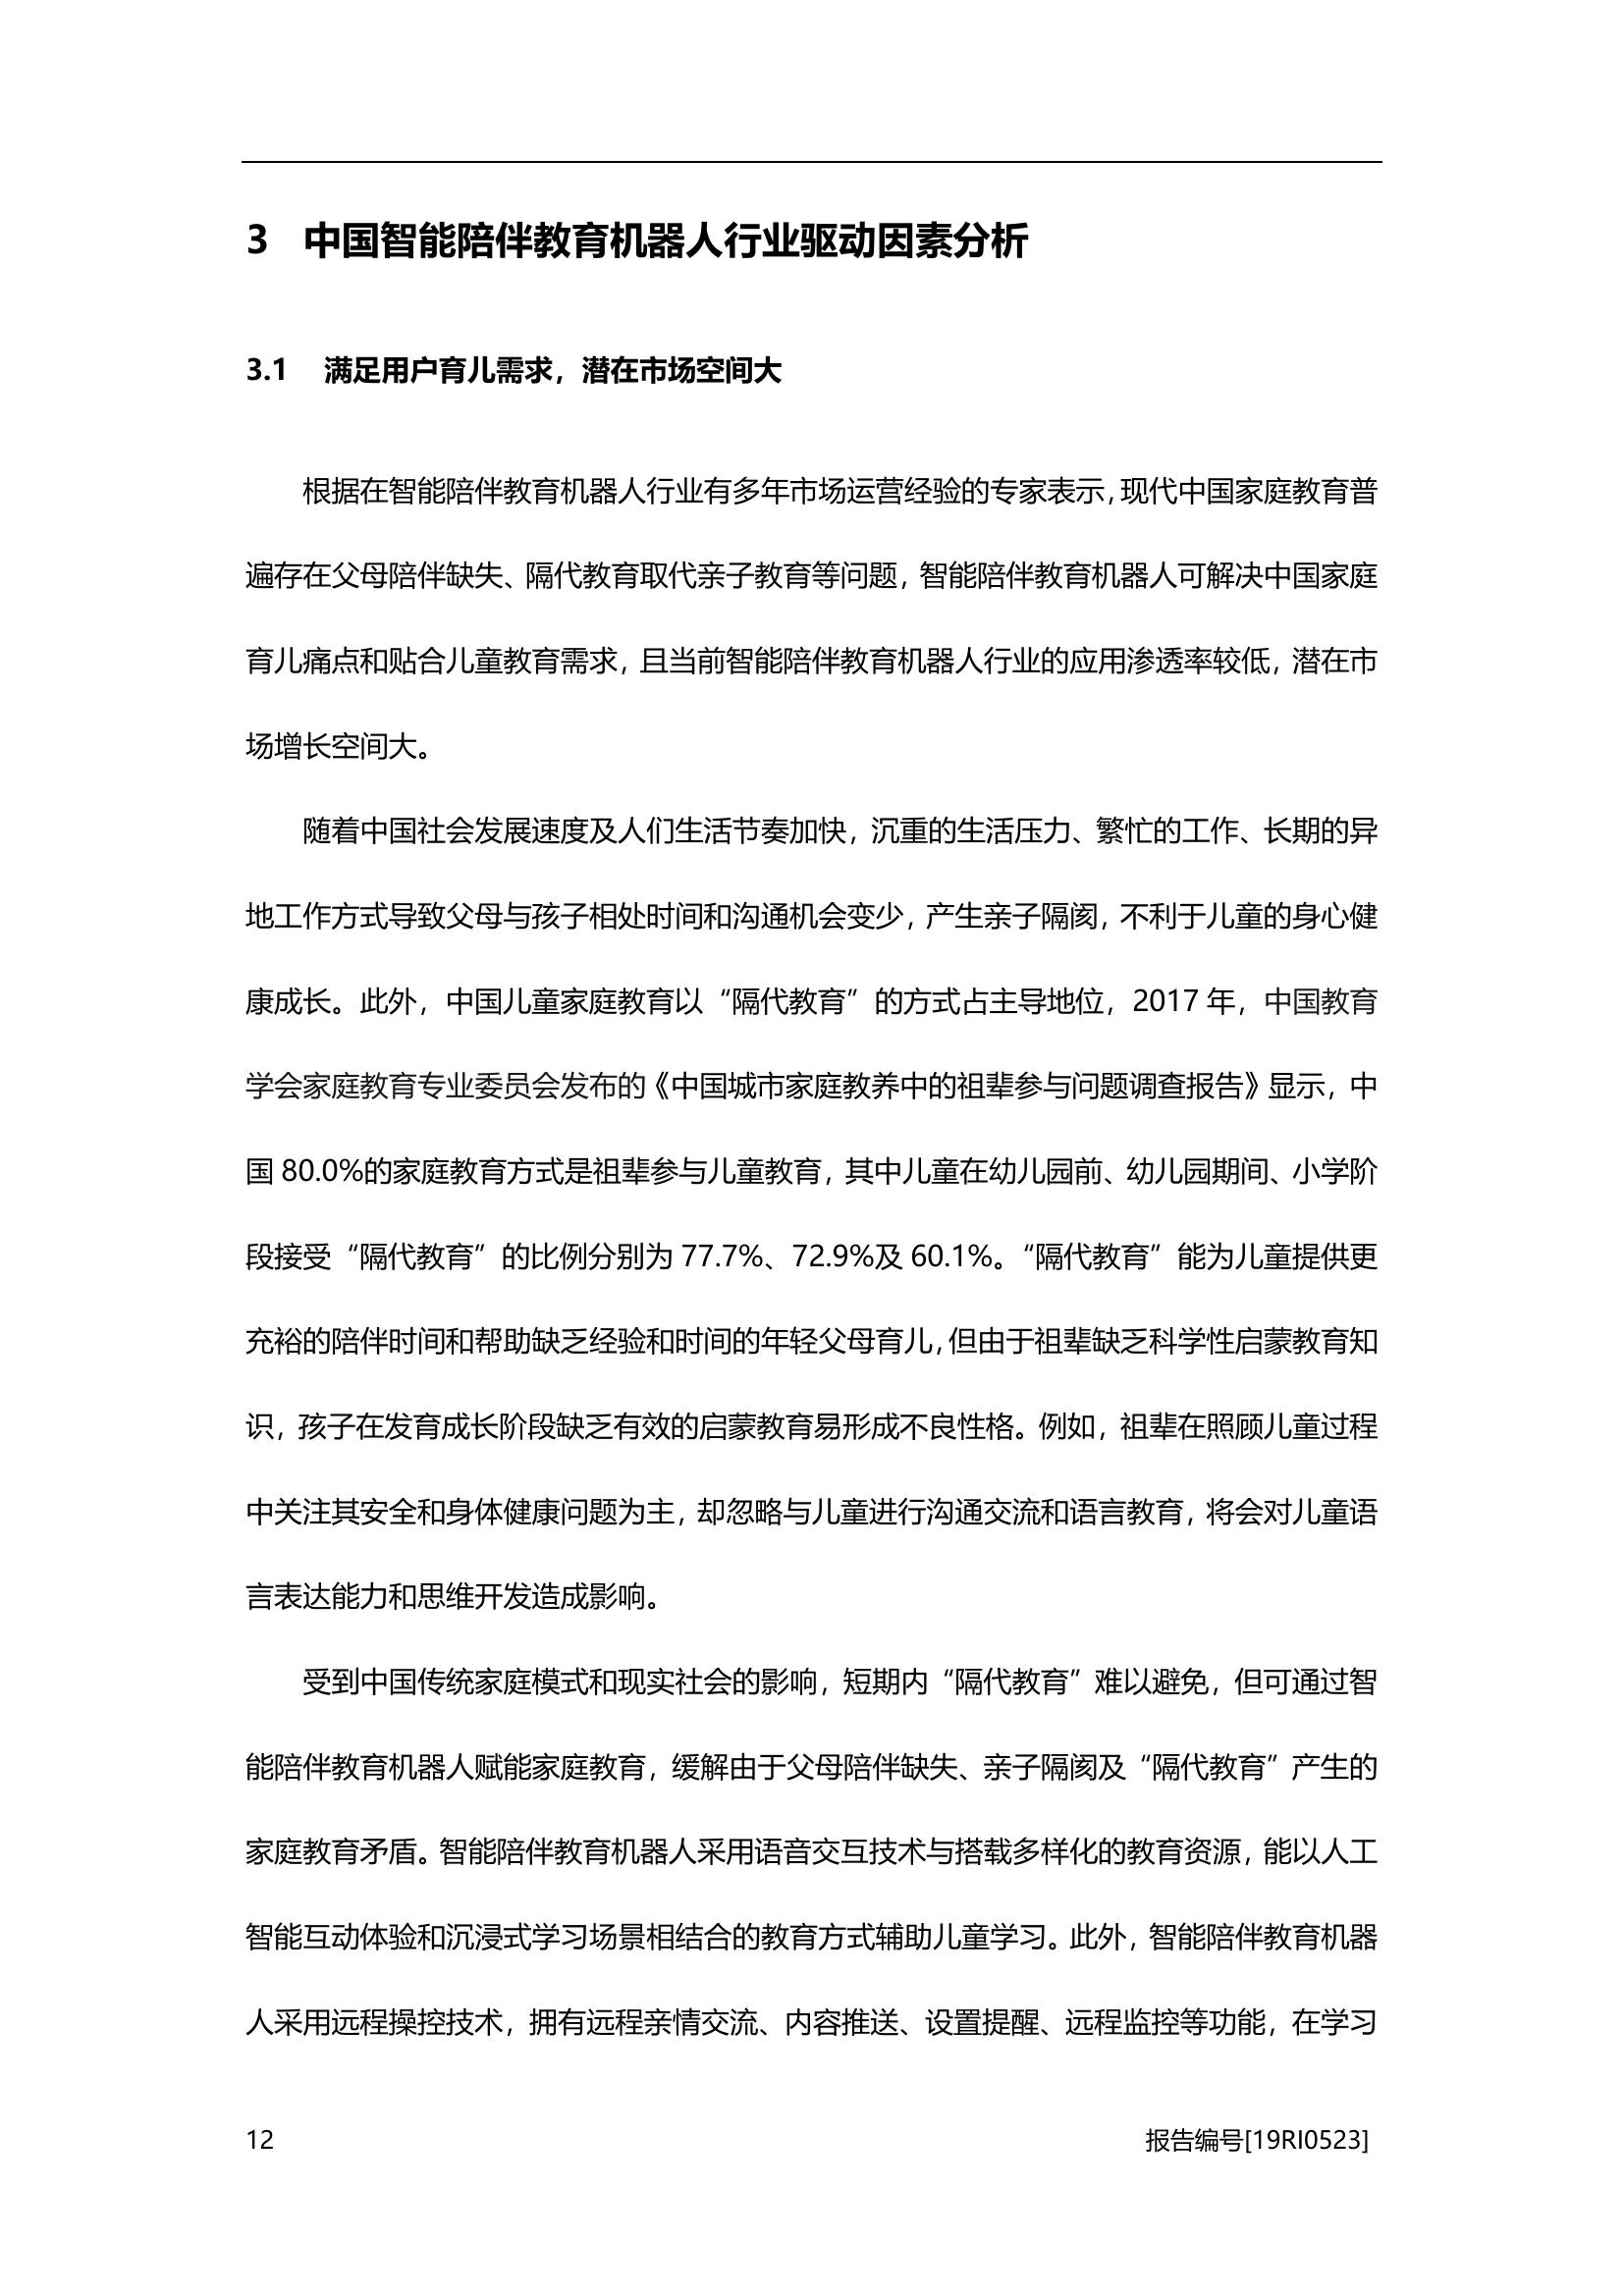 3 中国智能陪伴教育机器人行业驱动因素分析
3.1 满足用户育儿需求，潜在市场空间大
根据在智能陪伴教育机器人行业有多年市场运营经验的专家表示，现代中国家庭教育普
遍存在父母陪伴缺失、隔代教育取代亲子教育等问题，智能陪伴教育机器人可解决中国家庭
育儿痛点和贴合儿童教育需求，且当前智能陪伴教育机器人行业的应用渗透率较低，潜在市
场增长空间大。
随着中国社会发展速度及人们生活节奏加快，沉重的生活压力、繁忙的工作、长期的异
地工作方式导致父母与孩子相处时间和沟通机会变少，产生亲子隔阂，不利于儿童的身心健
康成长。此外，中国儿童家庭教育以“隔代教育”的方式占主导地位，2017 年，中国教育
学会家庭教育专业委员会发布的《中国城市家庭教养中的祖辈参与问题调查报告》显示，中
国 80.0%的家庭教育方式是祖辈参与儿童教育，其中儿童在幼儿园前、幼儿园期间、小学阶
段接受“隔代教育”的比例分别为 77.7%、72.9%及 60.1%。“隔代教育”能为儿童提供更
充裕的陪伴时间和帮助缺乏经验和时间的年轻父母育儿，但由于祖辈缺乏科学性启蒙教育知
识，孩子在发育成长阶段缺乏有效的启蒙教育易形成不良性格。例如，祖辈在照顾儿童过程
中关注其安全和身体健康问题为主，却忽略与儿童进行沟通交流和语言教育，将会对儿童语
言表达能力和思维开发造成影响。
受到中国传统家庭模式和现实社会的影响，短期内“隔代教育”难以避免，但可通过智
能陪伴教育机器人赋能家庭教育，缓解由于父母陪伴缺失、亲子隔阂及“隔代教育”产生的
家庭教育矛盾。智能陪伴教育机器人采用语音交互技术与搭载多样化的教育资源，能以人工
智能互动体验和沉浸式学习场景相结合的教育方式辅助儿童学习。此外，智能陪伴教育机器
人采用远程操控技术，拥有远程亲情交流、内容推送、设置提醒、远程监控等功能，在学习
12 报告编号[19RI0523]